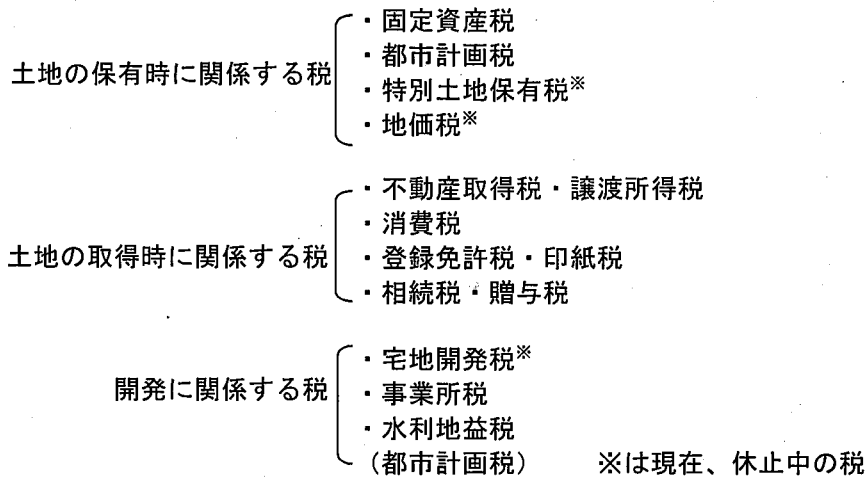 土地の保有時に関係する税
・固定資産税
・都市計画税
・特別土地保有税※
・地価税※
土地の取得時に関係する税
・不動産取得税・譲渡所得税
・消費税
・登録免許税・印紙税
・相続税・贈与税
開発に関係する税
・宅地開発税※
・事業所税
・水利地益税
(都市計画税) ※は現在、休止中の税